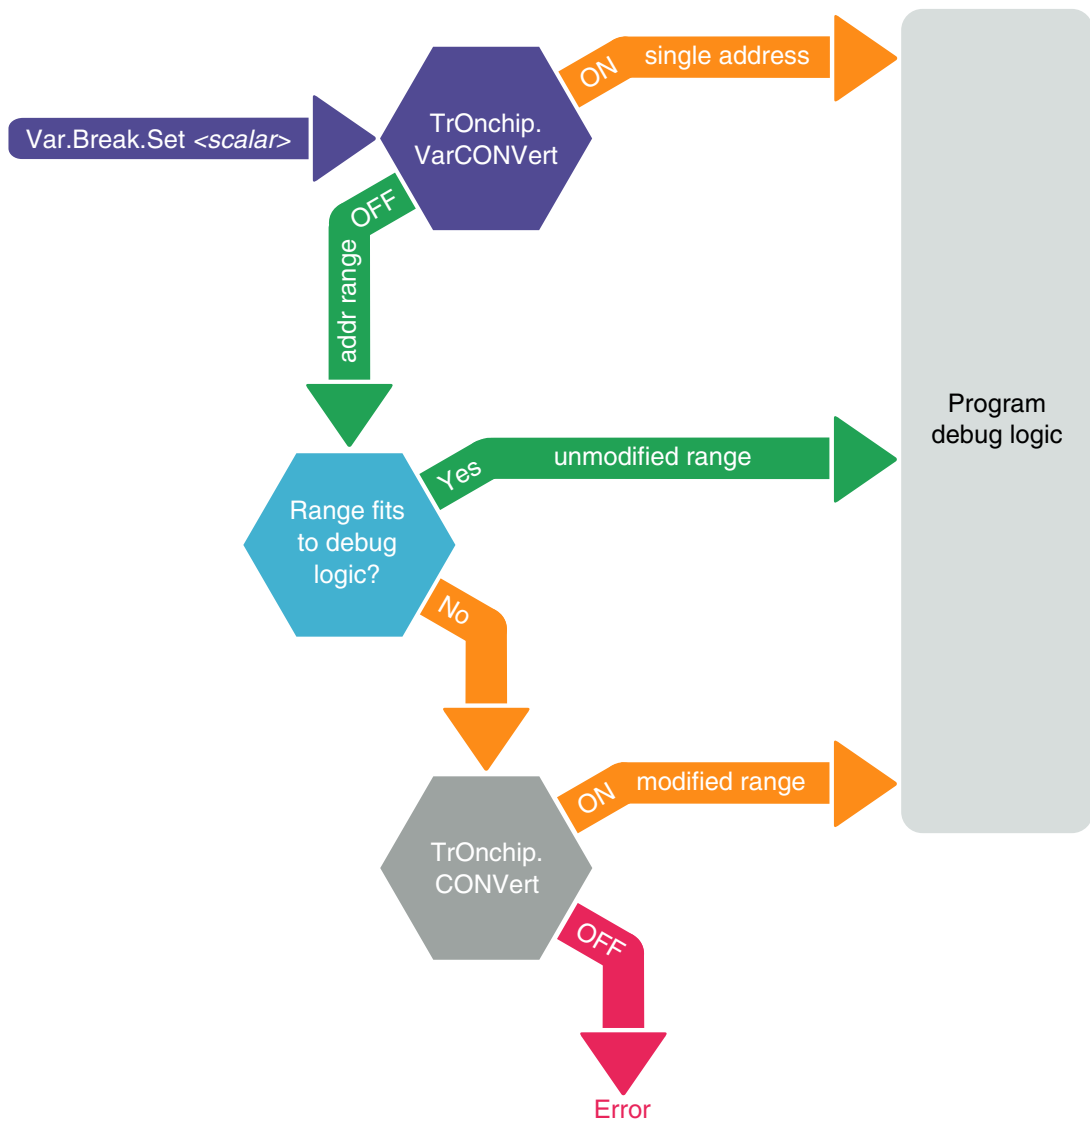 single address
ON
TrOnchip.
VarCONVert
Var.Break.Set <scalar>
OFF
addr range
Program
debug logic
unmodified range
Yes
Range fits
to debug
logic?
No
modified range
ON
TrOnchip.
CONVert
OFF
Error